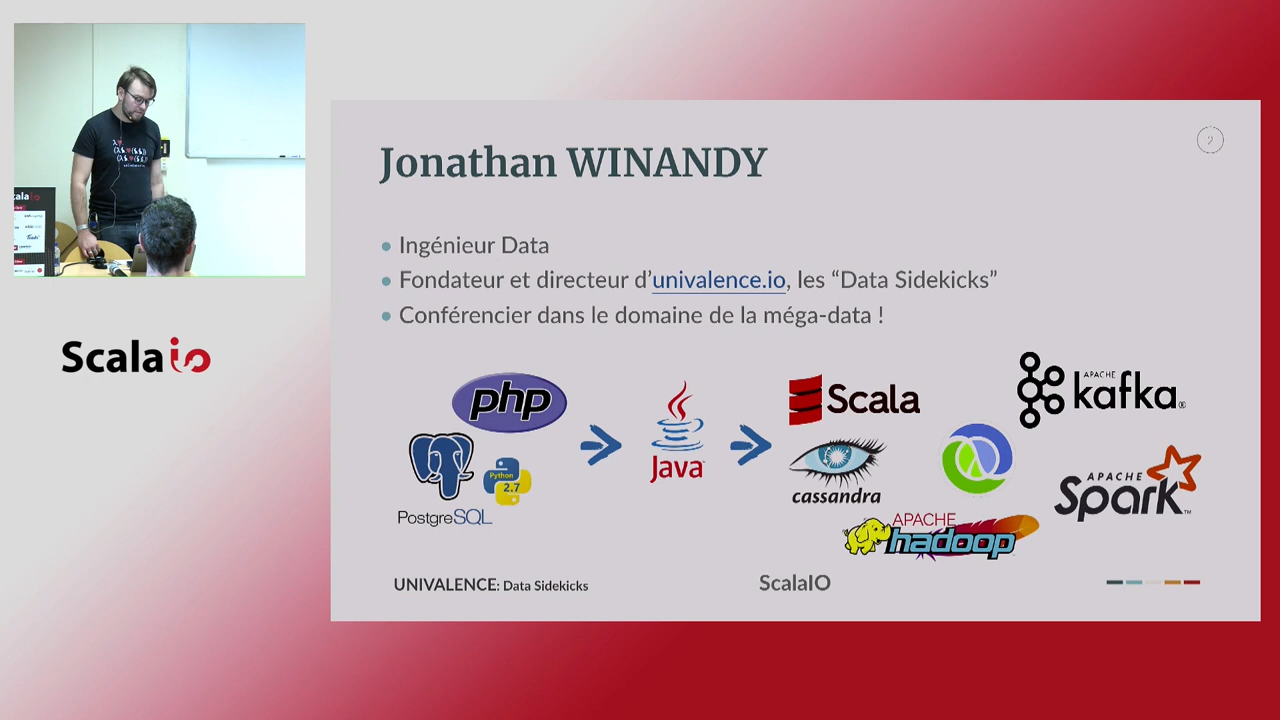 Jonathan WINANDY
2
• Ingénieur Data
• Fondateur et directeur d’univalence.io, les “Data Sidekicks”
• Conférencier dans le domaine de la méga-data !
php
PostgreSQL
Python
2.7
Java
Scala
cassandra
APACHE
hadoop
APACHE
kafka
APACHE
Spark
UNIVALENCE: Data Sidekicks
ScalaIO
Scala io